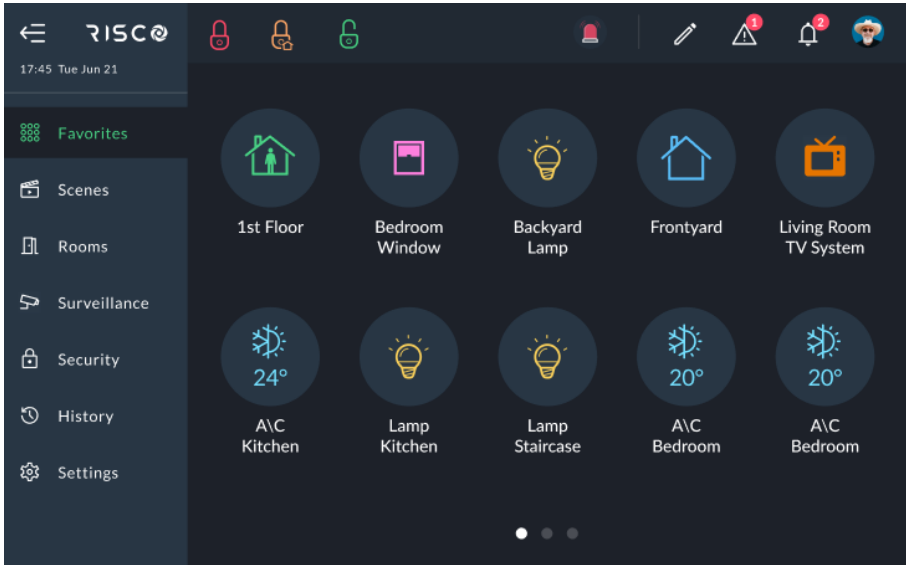 RISCO
1
2
17:45 Tue Jun 21
Favorites
Scenes
Rooms
Surveillance
Security
History
Settings
1st Floor
Bedroom
Window
Backyard
Lamp
Frontyard
Living Room
TV System
24°
A\C
Kitchen
Lamp
Kitchen
Lamp
Staircase
20°
A\C
Bedroom
20°
A\C
Bedroom